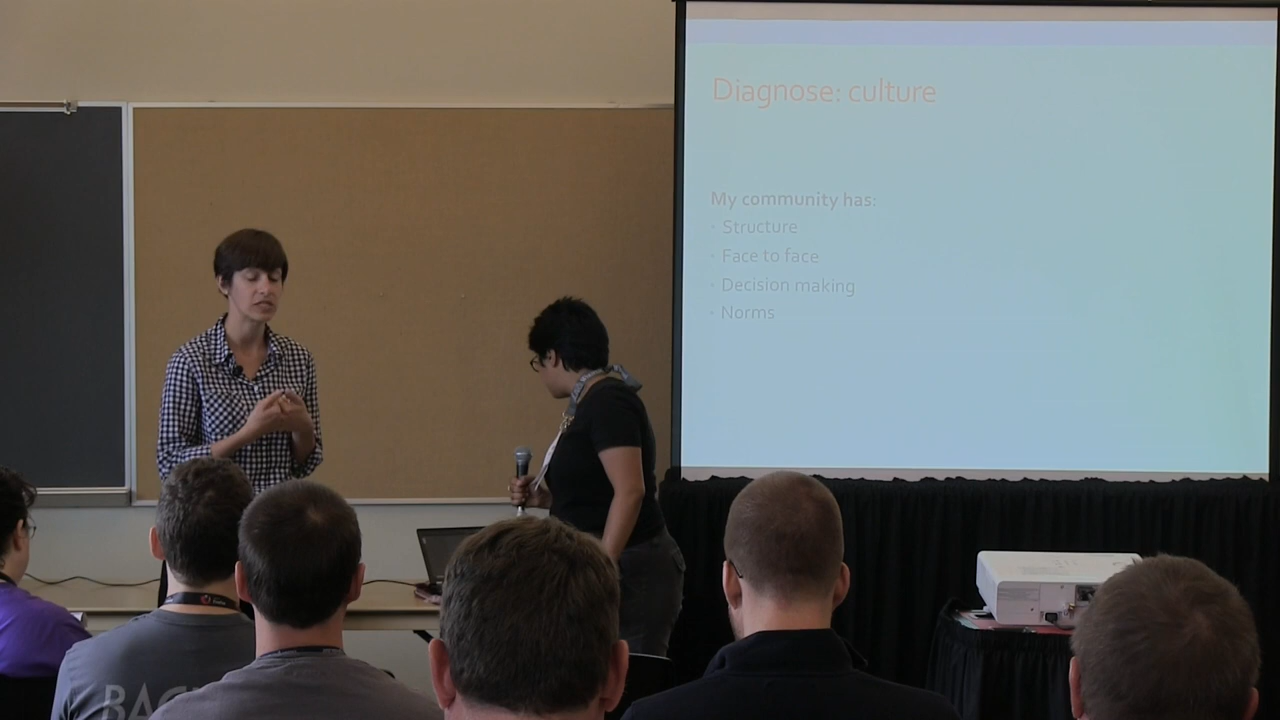 Diagnose: culture
My community has:
· Structure
· Face to face
· Decision making
· Norms